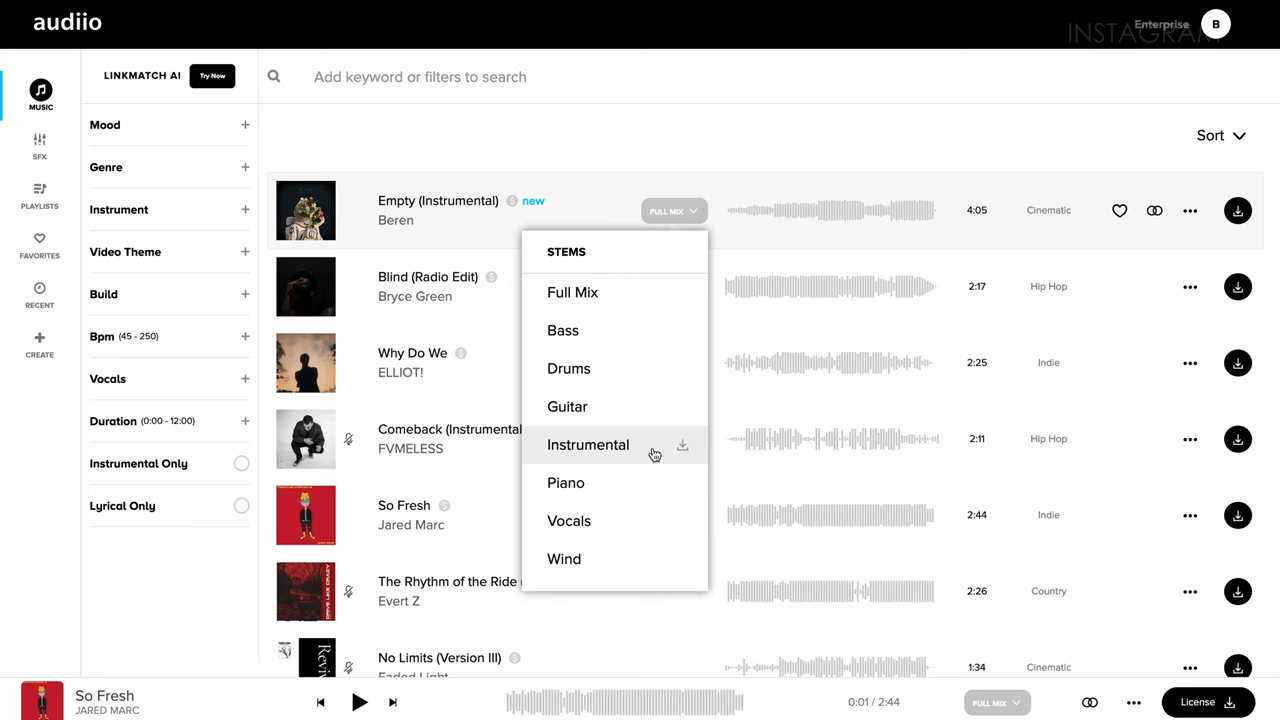 audiio
INSTAGRAM
Enterprise
B
LINKMATCH AI
Try Now
Add keyword or filters to search
MUSIC
SFX
PLAYLISTS
FAVORITES
RECENT
CREATE
Mood
Genre
Instrument
Video Theme
Build
Bpm (45 - 250)
Vocals
Duration (0:00 - 12:00)
Instrumental Only
Lyrical Only
Sort
Empty (Instrumental) new
Beren
FULL MIX
4:05
Cinematic
Blind (Radio Edit)
Bryce Green
2:17
Hip Hop
Why Do We
ELLIOT!
2:25
Indie
Comeback (Instrumental
FVMELESS
2:11
Hip Hop
So Fresh
Jared Marc
2:44
Indie
The Rhythm of the Ride
Evert Z
2:26
Country
No Limits (Version III)
Faded Light
1:34
Cinematic
STEMS
Full Mix
Bass
Drums
Guitar
Instrumental
Piano
Vocals
Wind
So Fresh
JARED MARC
0:01 / 2:44
FULL MIX
License